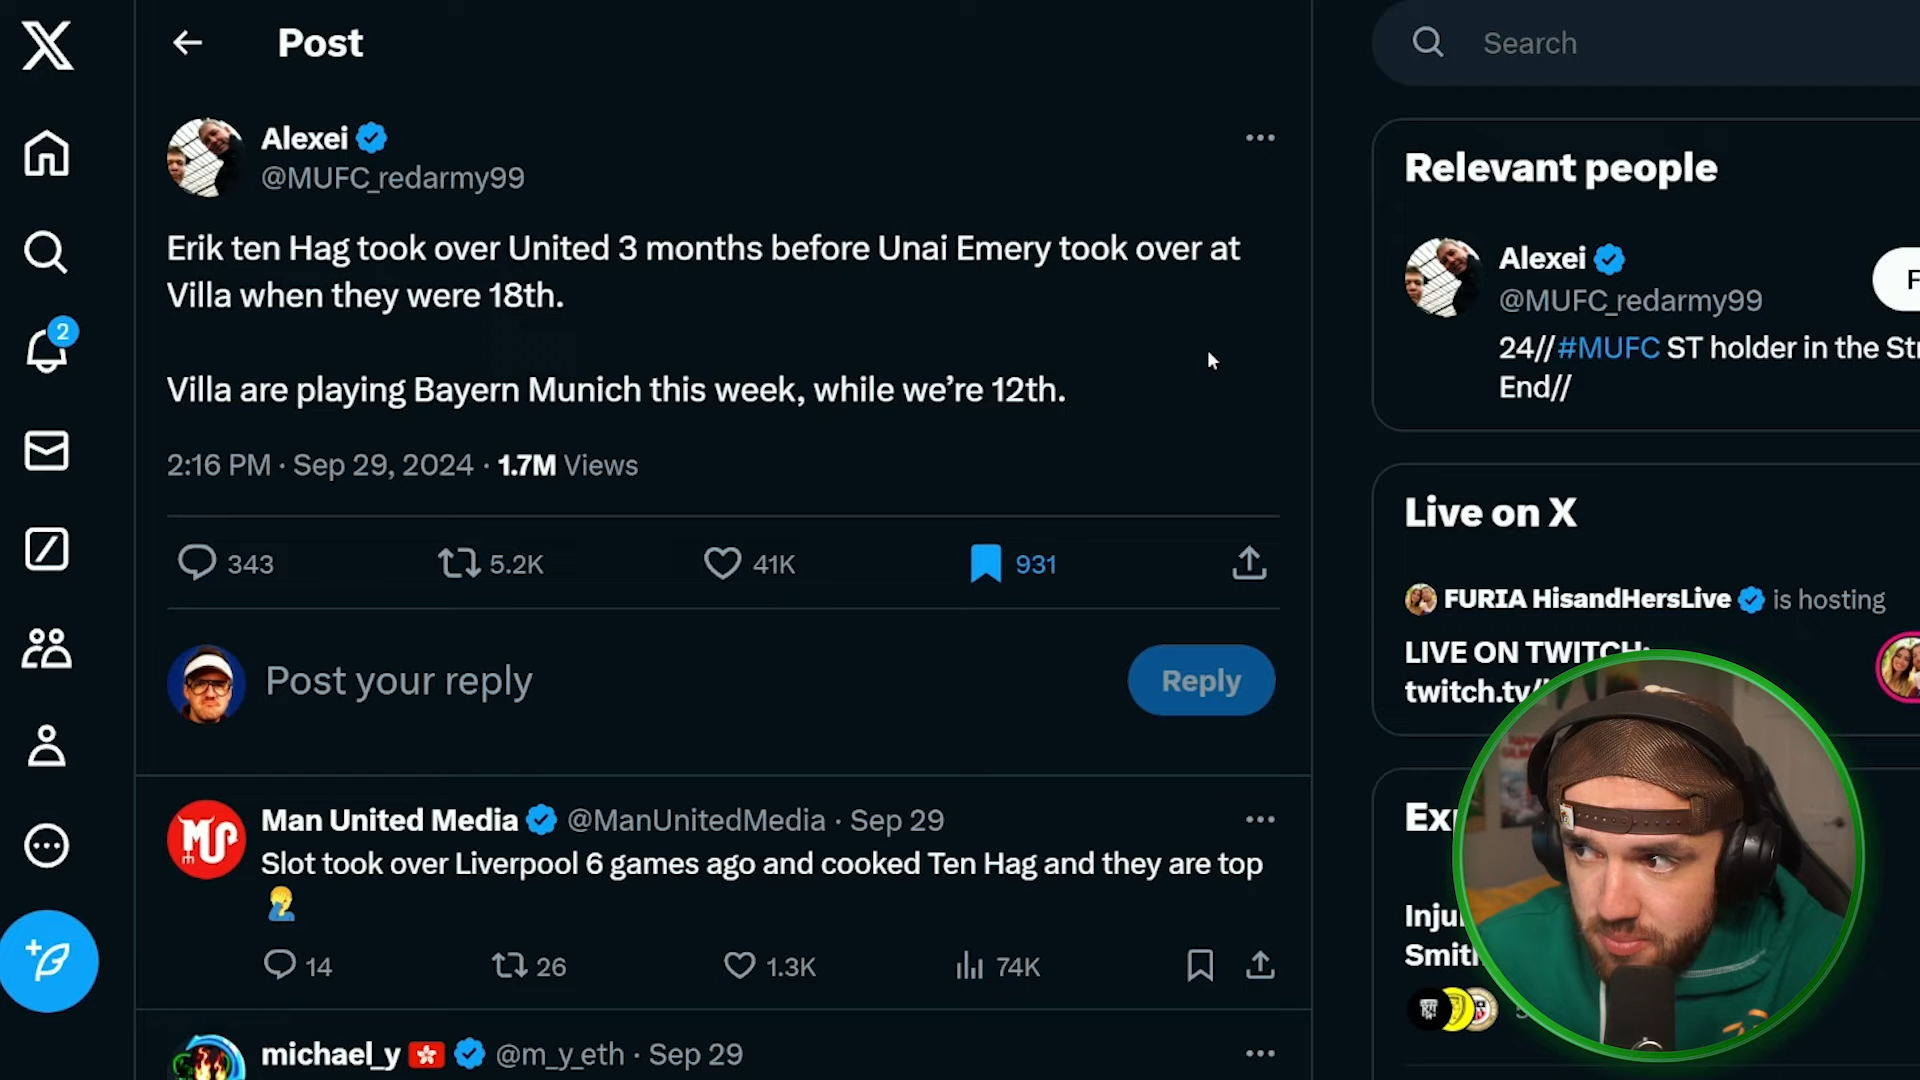 Post
Search
Alexei
@MUFC_redarmy99
Erik ten Hag took over United 3 months before Unai Emery took over at
Villa when they were 18th.
Villa are playing Bayern Munich this week, while we’re 12th.
2:16 PM · Sep 29, 2024 · 1.7M Views
343
5.2K
41K
931
Post your reply
Reply
Man United Media @ManUnitedMedia · Sep 29
Slot took over Liverpool 6 games ago and cooked Ten Hag and they are top
14
26
1.3K
74K
michael_y @m_y_eth · Sep 29
2
Relevant people
Alexei
@MUFC_redarmy99
24//#MUFC ST holder in the
End//
Live on X
FURIA HisandHersLive is hosting
LIVE ON TWITCH:
twitch.tv/